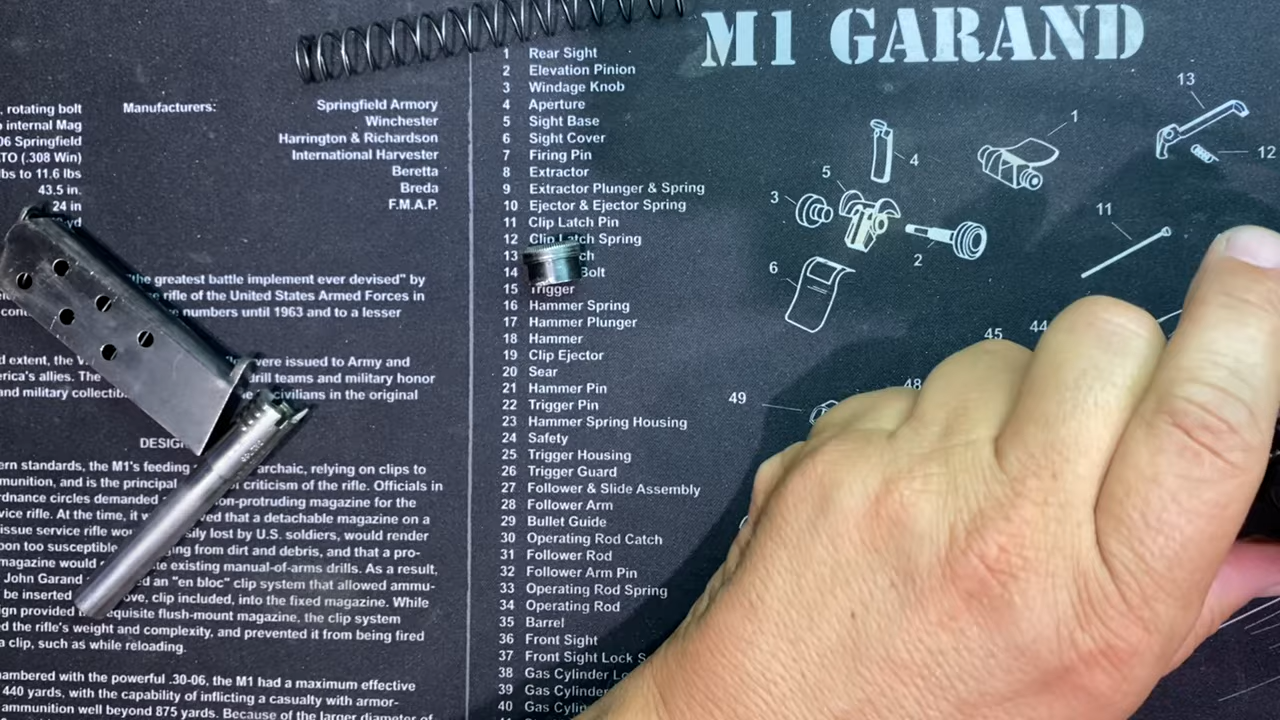 M1 GARAND
, rotating bolt
internal Mag
06 Springfield
TO (.308 Win)
lbs to 11.6 lbs
43.5 in.
24 in
yd
Manufacturers: Springfield Armory
Winchester
Harrington & Richardson
International Harvester
Beretta
Breda
F.M.A.P.
"the greatest battle implement ever devised" by
rifle of the United States Armed Forces in
numbers until 1963 and to a lesser
extent, the were issued to Army and
erica's allies. The drill teams and military honor
and military civilians in the original
DESIG
ern standards, the M1's feeding archaic, relying on clips to
mmunition, and is the principal criticism of the rifle. Officials in
rdnance circles demanded non-protruding magazine for the
vice rifle. At the time, it that a detachable magazine on a
issue service rifle easily lost by U.S. soldiers, would render
pon too susceptible from dirt and debris, and that a pro-
magazine would existing manual-of-arms drills. As a result,
John Garand an "en bloc" clip system that allowed ammu-
be inserted clip included, into the fixed magazine. While
ign provided requisite flush-mount magazine, the clip system
ed the rifle's weight and complexity, and prevented it from being fired
a clip, such as while reloading.
hambered with the powerful .30-06, the M1 had a maximum effective
440 yards, with the capability of inflicting a casualty with armor-
ammunition well beyond 875 yards. Because of the larger diameter of
1 Rear Sight
2 Elevation Pinion
3 Windage Knob
4 Aperture
5 Sight Base
6 Sight Cover
7 Firing Pin
8 Extractor
9 Extractor Plunger & Spring
10 Ejector & Ejector Spring
11 Clip Latch Pin
12 Clip Latch Spring
13 ch
14 Bolt
15 Trigger
16 Hammer Spring
17 Hammer Plunger
18 Hammer
19 Clip Ejector
20 Sear
21 Hammer Pin
22 Trigger Pin
23 Hammer Spring Housing
24 Safety
25 Trigger Housing
26 Trigger Guard
27 Follower & Slide Assembly
28 Follower Arm
29 Bullet Guide
30 Operating Rod Catch
31 Follower Rod
32 Follower Arm Pin
33 Operating Rod Spring
34 Operating Rod
35 Barrel
36 Front Sight
37 Front Sight Lock S
38 Gas Cylinder Lo
39 Gas Cylinder
40 Gas Cylin
13
1
12
4
5
3
11
2
6
45 44
48
49